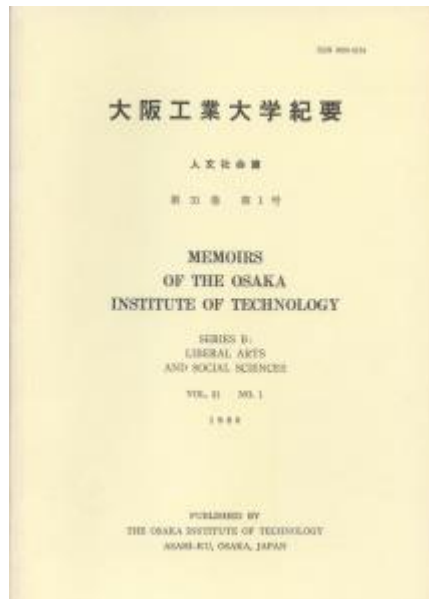 大阪工業大学紀要
人文社会篇
第 31 巻 第 1 号
MEMOIRS
OF THE OSAKA
INSTITUTE OF TECHNOLOGY
SERIES B:
LIBERAL ARTS
AND SOCIAL SCIENCES
VOL. 31 NO. 1
PUBLISHED BY
THE OSAKA INSTITUTE OF TECHNOLOGY
ASAHI-KU, OSAKA, JAPAN